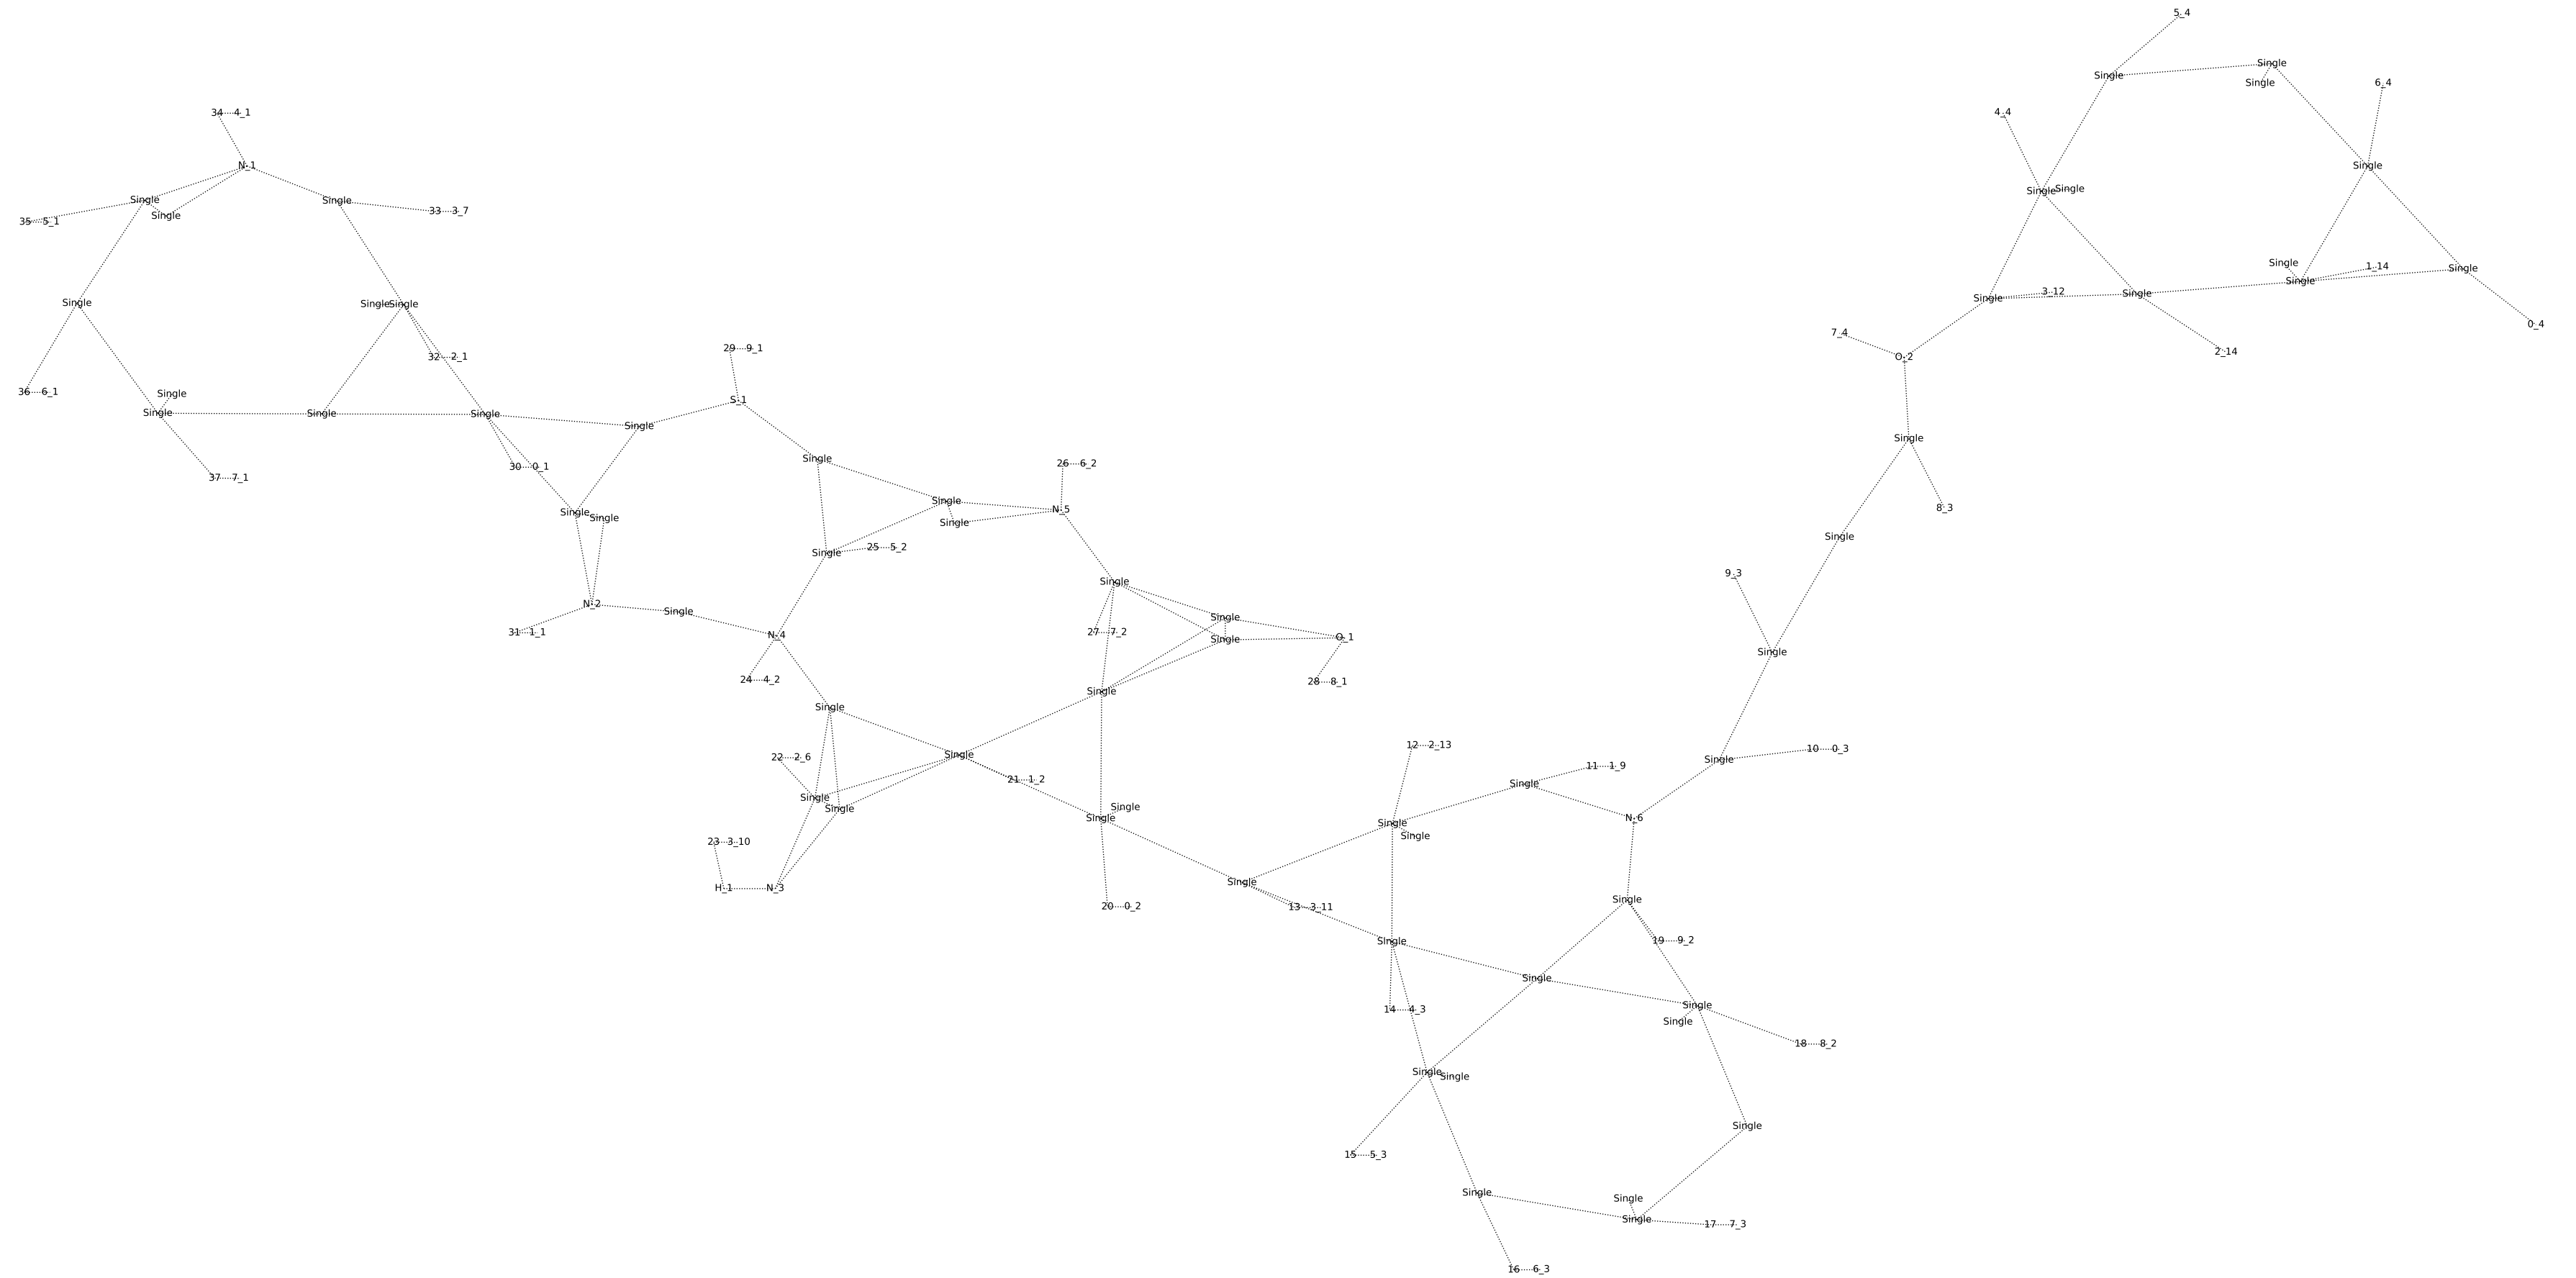 5_4
Single
Single
Single
6_4
4_4
34 4_1
N_1
Single
Single
Single
Single
Single
Single
33 3_7
35 5_1
Single
1_14
Single
Single
3_12
Single
Single
Single
Single
Single
0_4
7_4
O_2
2_14
29 9_1
32 2_1
36 6_1
Single
S_1
Single
Single
Single
Single
Single
Single
Single
26 6_2
30 0_1
37 7_1
Single
N_5
8_3
Single
Single
Single
Single
Single
25 5_2
9_3
Single
N_2
Single
Single
31 1_1
N_4
27 7_2
Single
O_1
Single
24 4_2
28 8_1
Single
Single
12 2_13
22 2_6
Single
Single
10 0_3
11 1_9
21 1_2
Single
Single
Single
Single
Single
N_6
Single
Single
23 3_10
H_1
N_3
Single
Single
20 0_2
13 3_11
Single
19 9_2
Single
Single
14 4_3
Single
18 8_2
Single
Single
Single
15 5_3
Single
Single
Single
17 7_3
16 6_3